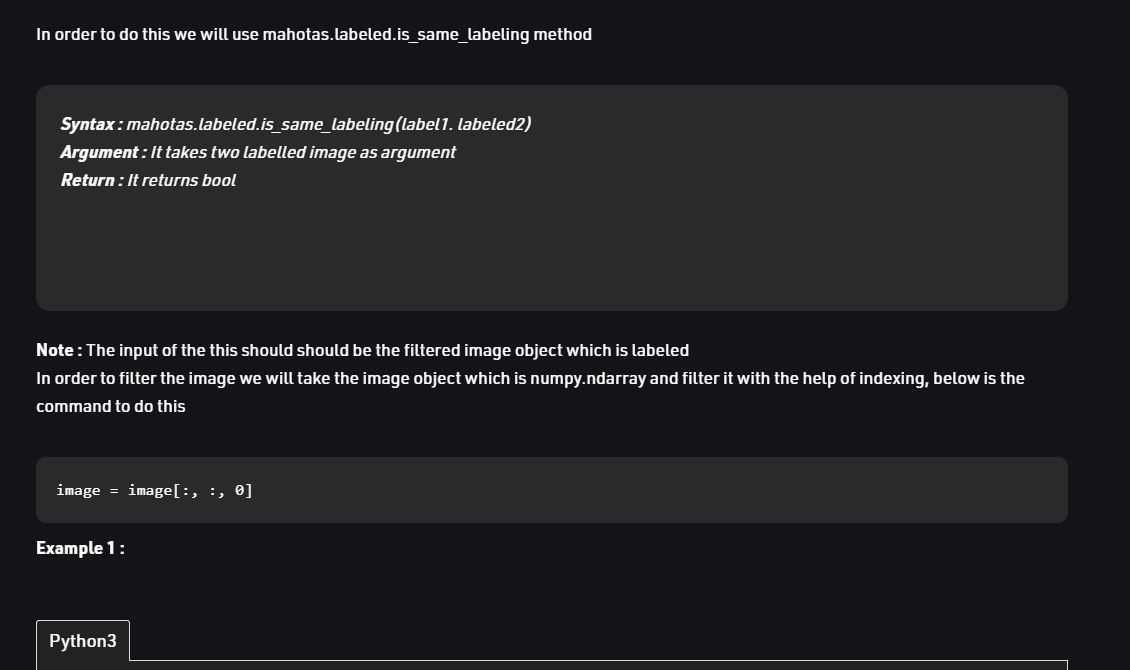 In order to do this we will use mahotas.labeled.is_same_labeling method
Syntax : mahotas.labeled.is_same_labeling(label1. labeled2)
Argument : It takes two labelled image as argument
Return : It returns bool
Note : The input of the this should should be the filtered image object which is labeled
In order to filter the image we will take the image object which is numpy.ndarray and filter it with the help of indexing, below is the
command to do this
image = image[:, :, 0]
Example 1 :
Python3